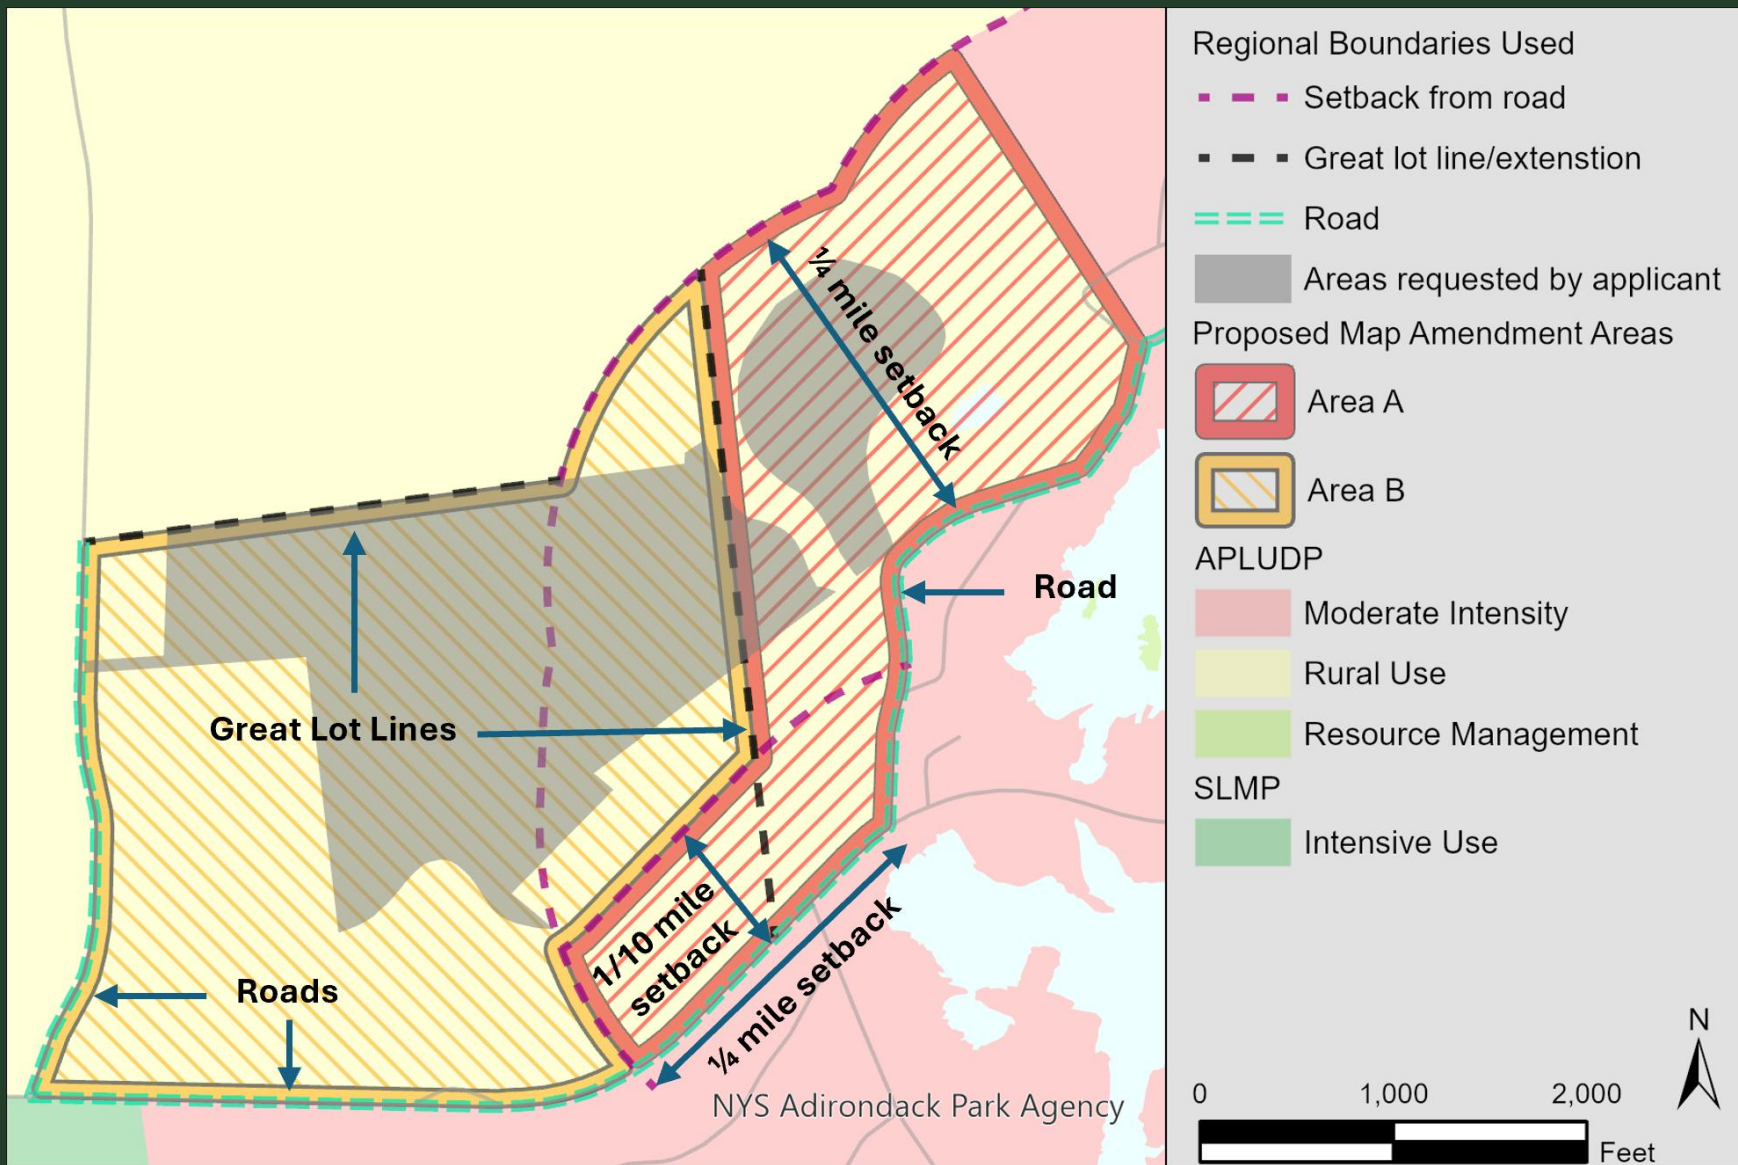 ¼ mile setback
Road
Great Lot Lines
1/10 mile
setback
¼ mile setback
Roads
NYS Adirondack Park Agency
Regional Boundaries Used
Setback from road
Great lot line/extenstion
Road
Areas requested by applicant
Proposed Map Amendment Areas
Area A
Area B
APLUDP
Moderate Intensity
Rural Use
Resource Management
SLMP
Intensive Use
N
0 1,000 2,000
Feet